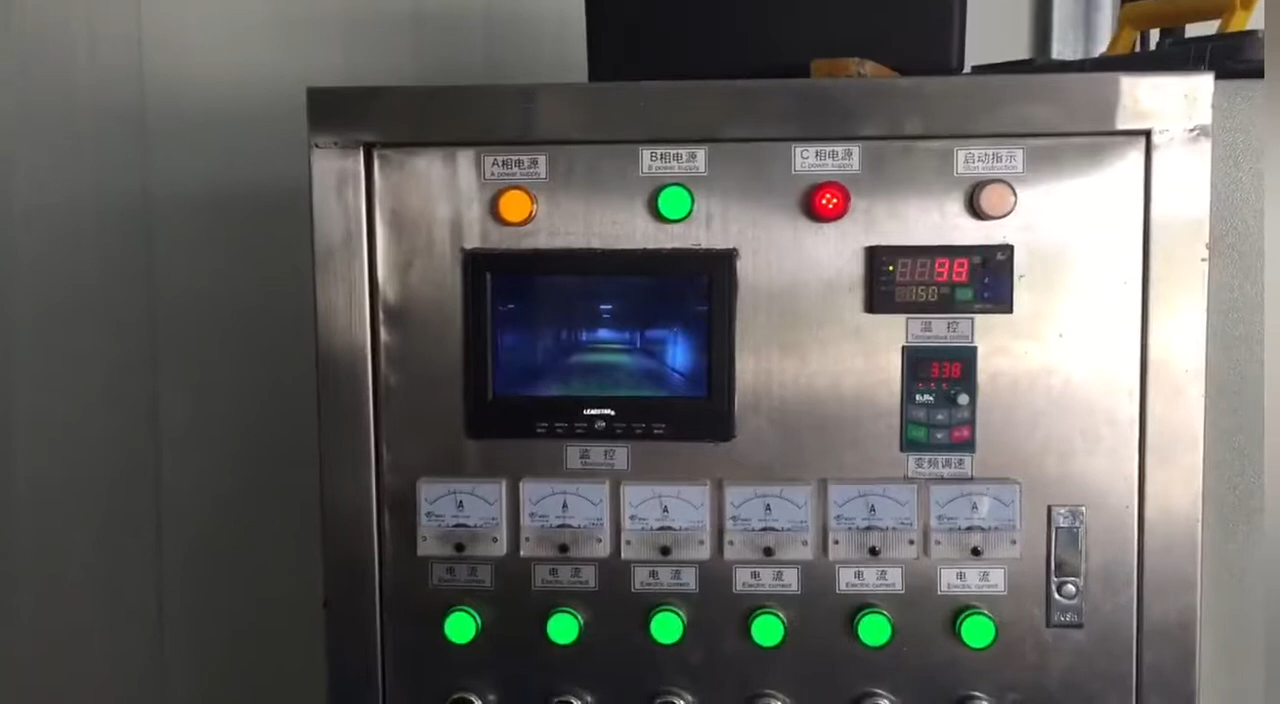 A相电源
A power supply
B相电源
B power supply
C 相电源
C power supply
启动指示
Start instruction
98
150
温 控
338
LEADSTAR
监 控
Monitoring
变频调速
A
A
A
A
A
A
电 流
Electric current
电 流
Electric current
电 流
Electric current
电 流
Electric current
电 流
Electric current
电 流
Electric current
PUSH